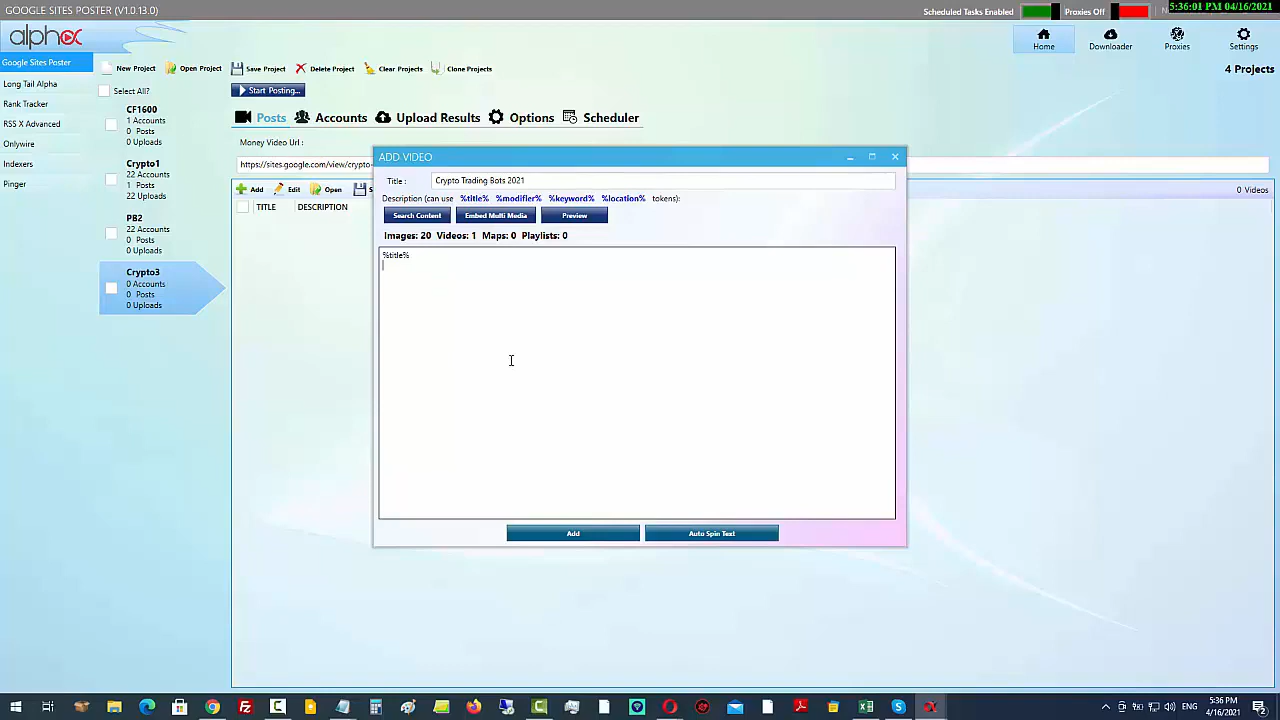 GOOGLE SITES POSTER (V1.0.13.0)
Scheduled Tasks Enabled
Proxies Off
5:36:01 PM 04/16/2021
Home
Downloader
Proxies
Settings
Google Sites Poster
Long Tail Alpha
Rank Tracker
RSS X Advanced
Onlywire
Indexers
Pinger
New Project
Open Project
Save Project
Delete Project
Clear Projects
Clone Projects
4 Projects
Select All?
Start Posting...
CF1600
1 Accounts
0 Posts
0 Uploads
Crypto1
22 Accounts
1 Posts
22 Uploads
PB2
22 Accounts
0 Posts
0 Uploads
Crypto3
0 Accounts
0 Posts
0 Uploads
Posts
Accounts
Upload Results
Options
Scheduler
Money Video Url :
https://sites.google.com/view/crypto-
Add
Edit
Open
0 Videos
TITLE
DESCRIPTION
ADD VIDEO
Title :
Crypto Trading Bots 2021
Description (can use %title% %modifier% %keyword% %location% tokens):
Search Content
Embed Multi Media
Preview
Images: 20 Videos: 1 Maps: 0 Playlists: 0
%title%
Add
Auto Spin Text
ENG
5:36 PM
4/16/2021